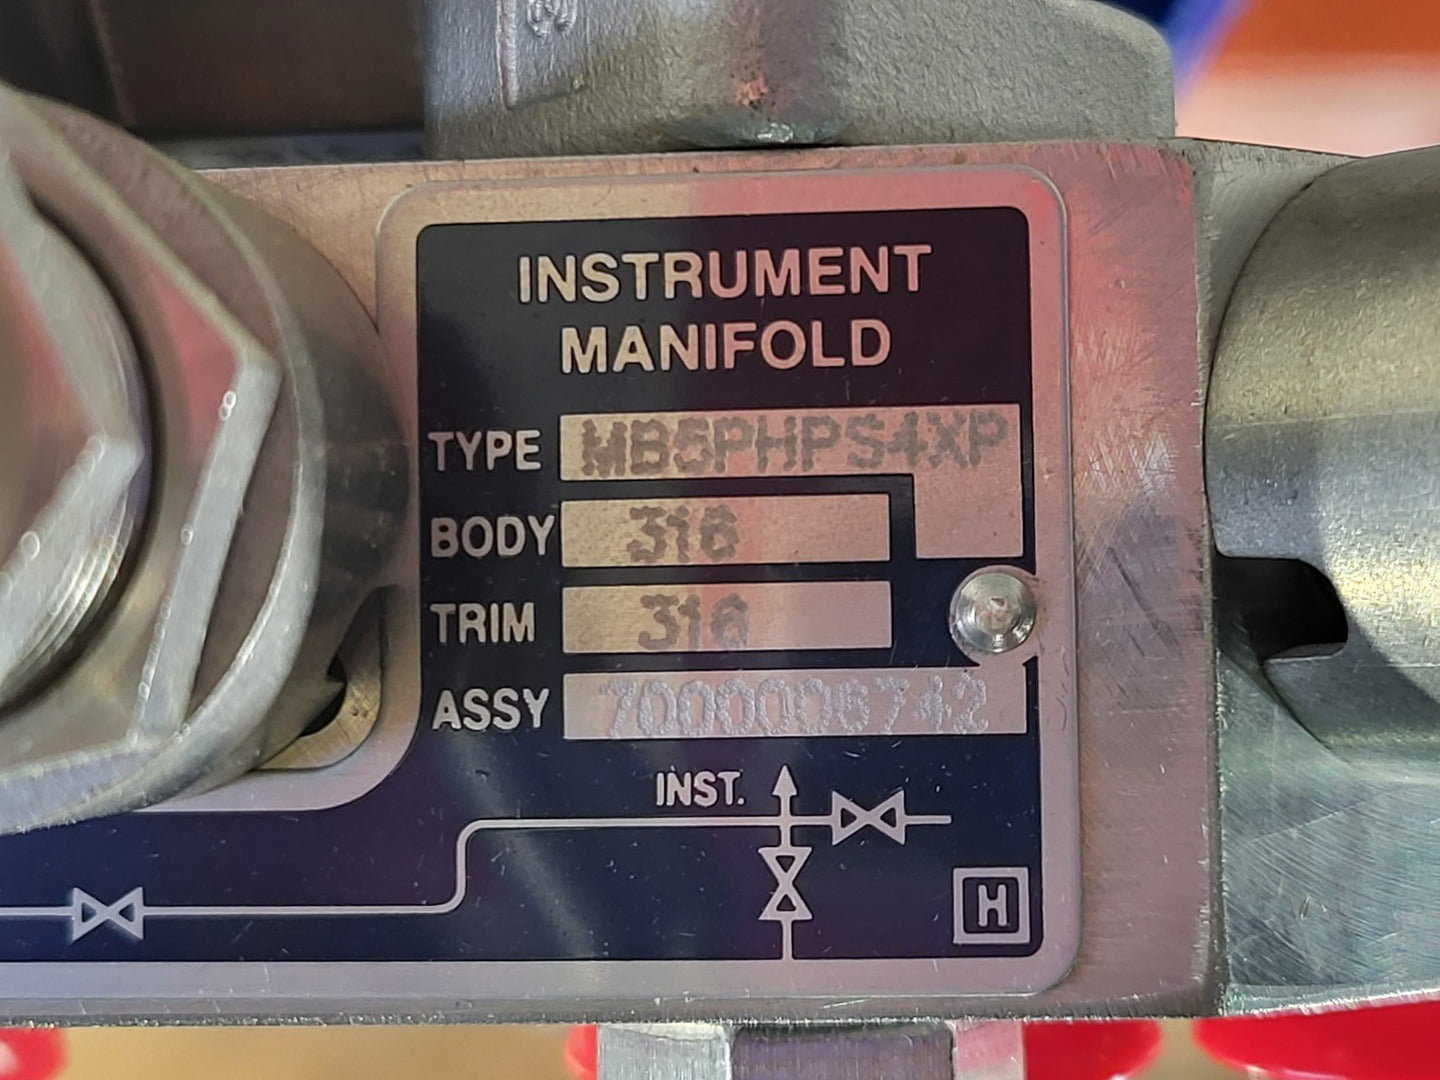 INSTRUMENT
MANIFOLD
TYPE MB5PHPS4XP
BODY 316
TRIM 316
ASSY 7000006742
INST.
H